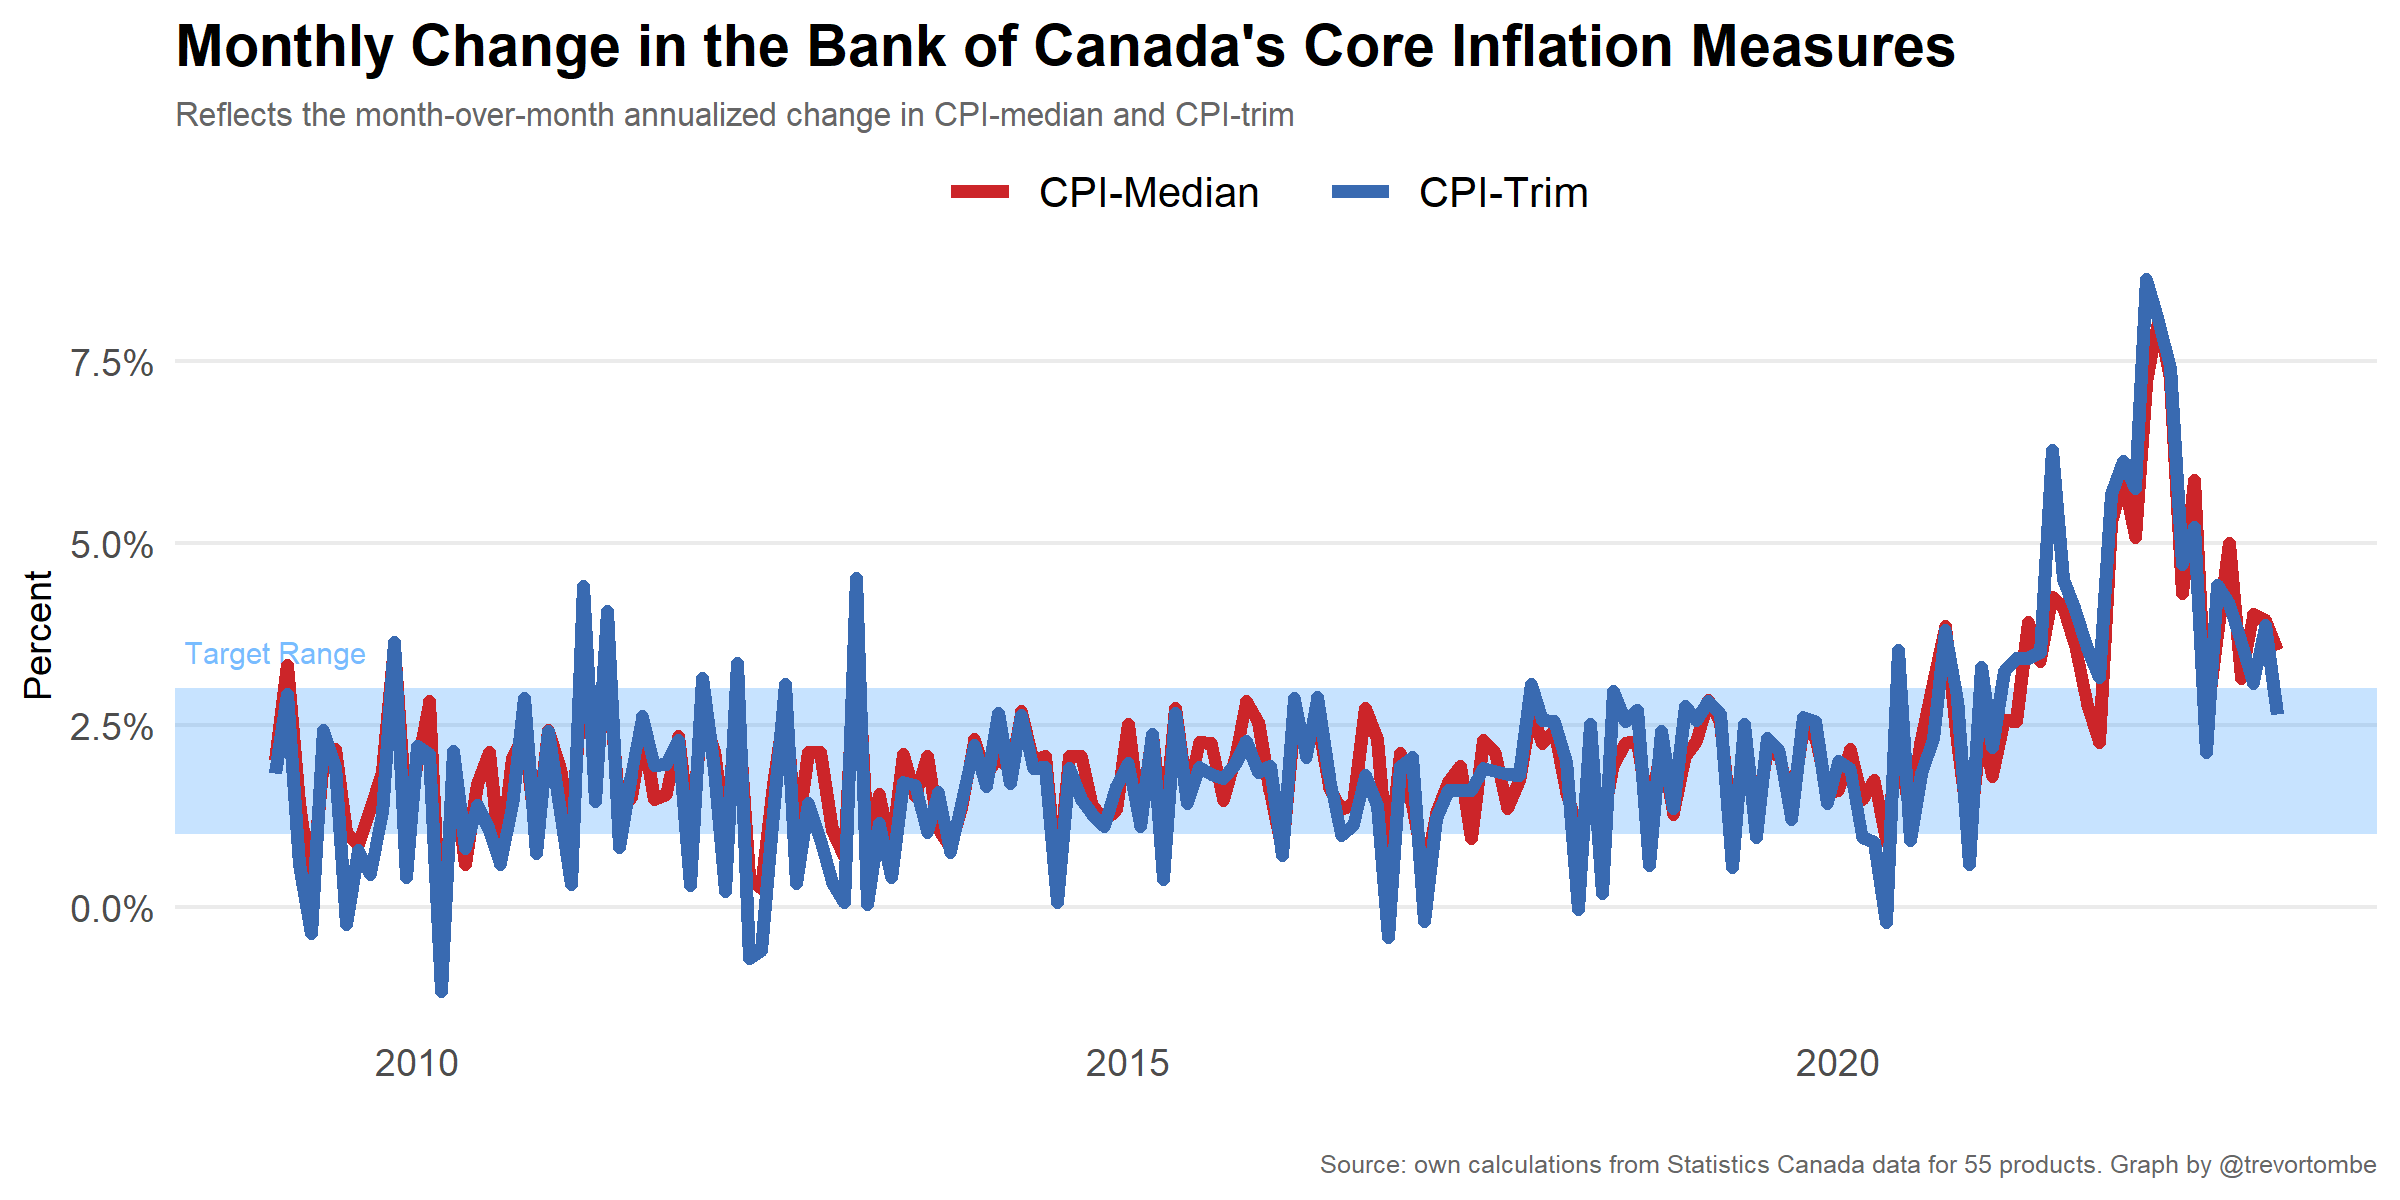 Monthly Change in the Bank of Canada's Core Inflation Measures
Reflects the month-over-month annualized change in CPI-median and CPI-trim
CPI-Median
CPI-Trim
7.5%
5.0%
2.5%
0.0%
Percent
Target Range
2010
2015
2020
Source: own calculations from Statistics Canada data for 55 products. Graph by @trevortombe